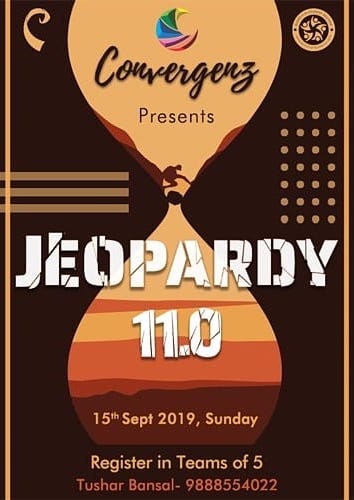 Convergenz
Presents
JEOPARDY
11.0
15th Sept 2019, Sunday
Register in Teams of 5
Tushar Bansal- 9888554022